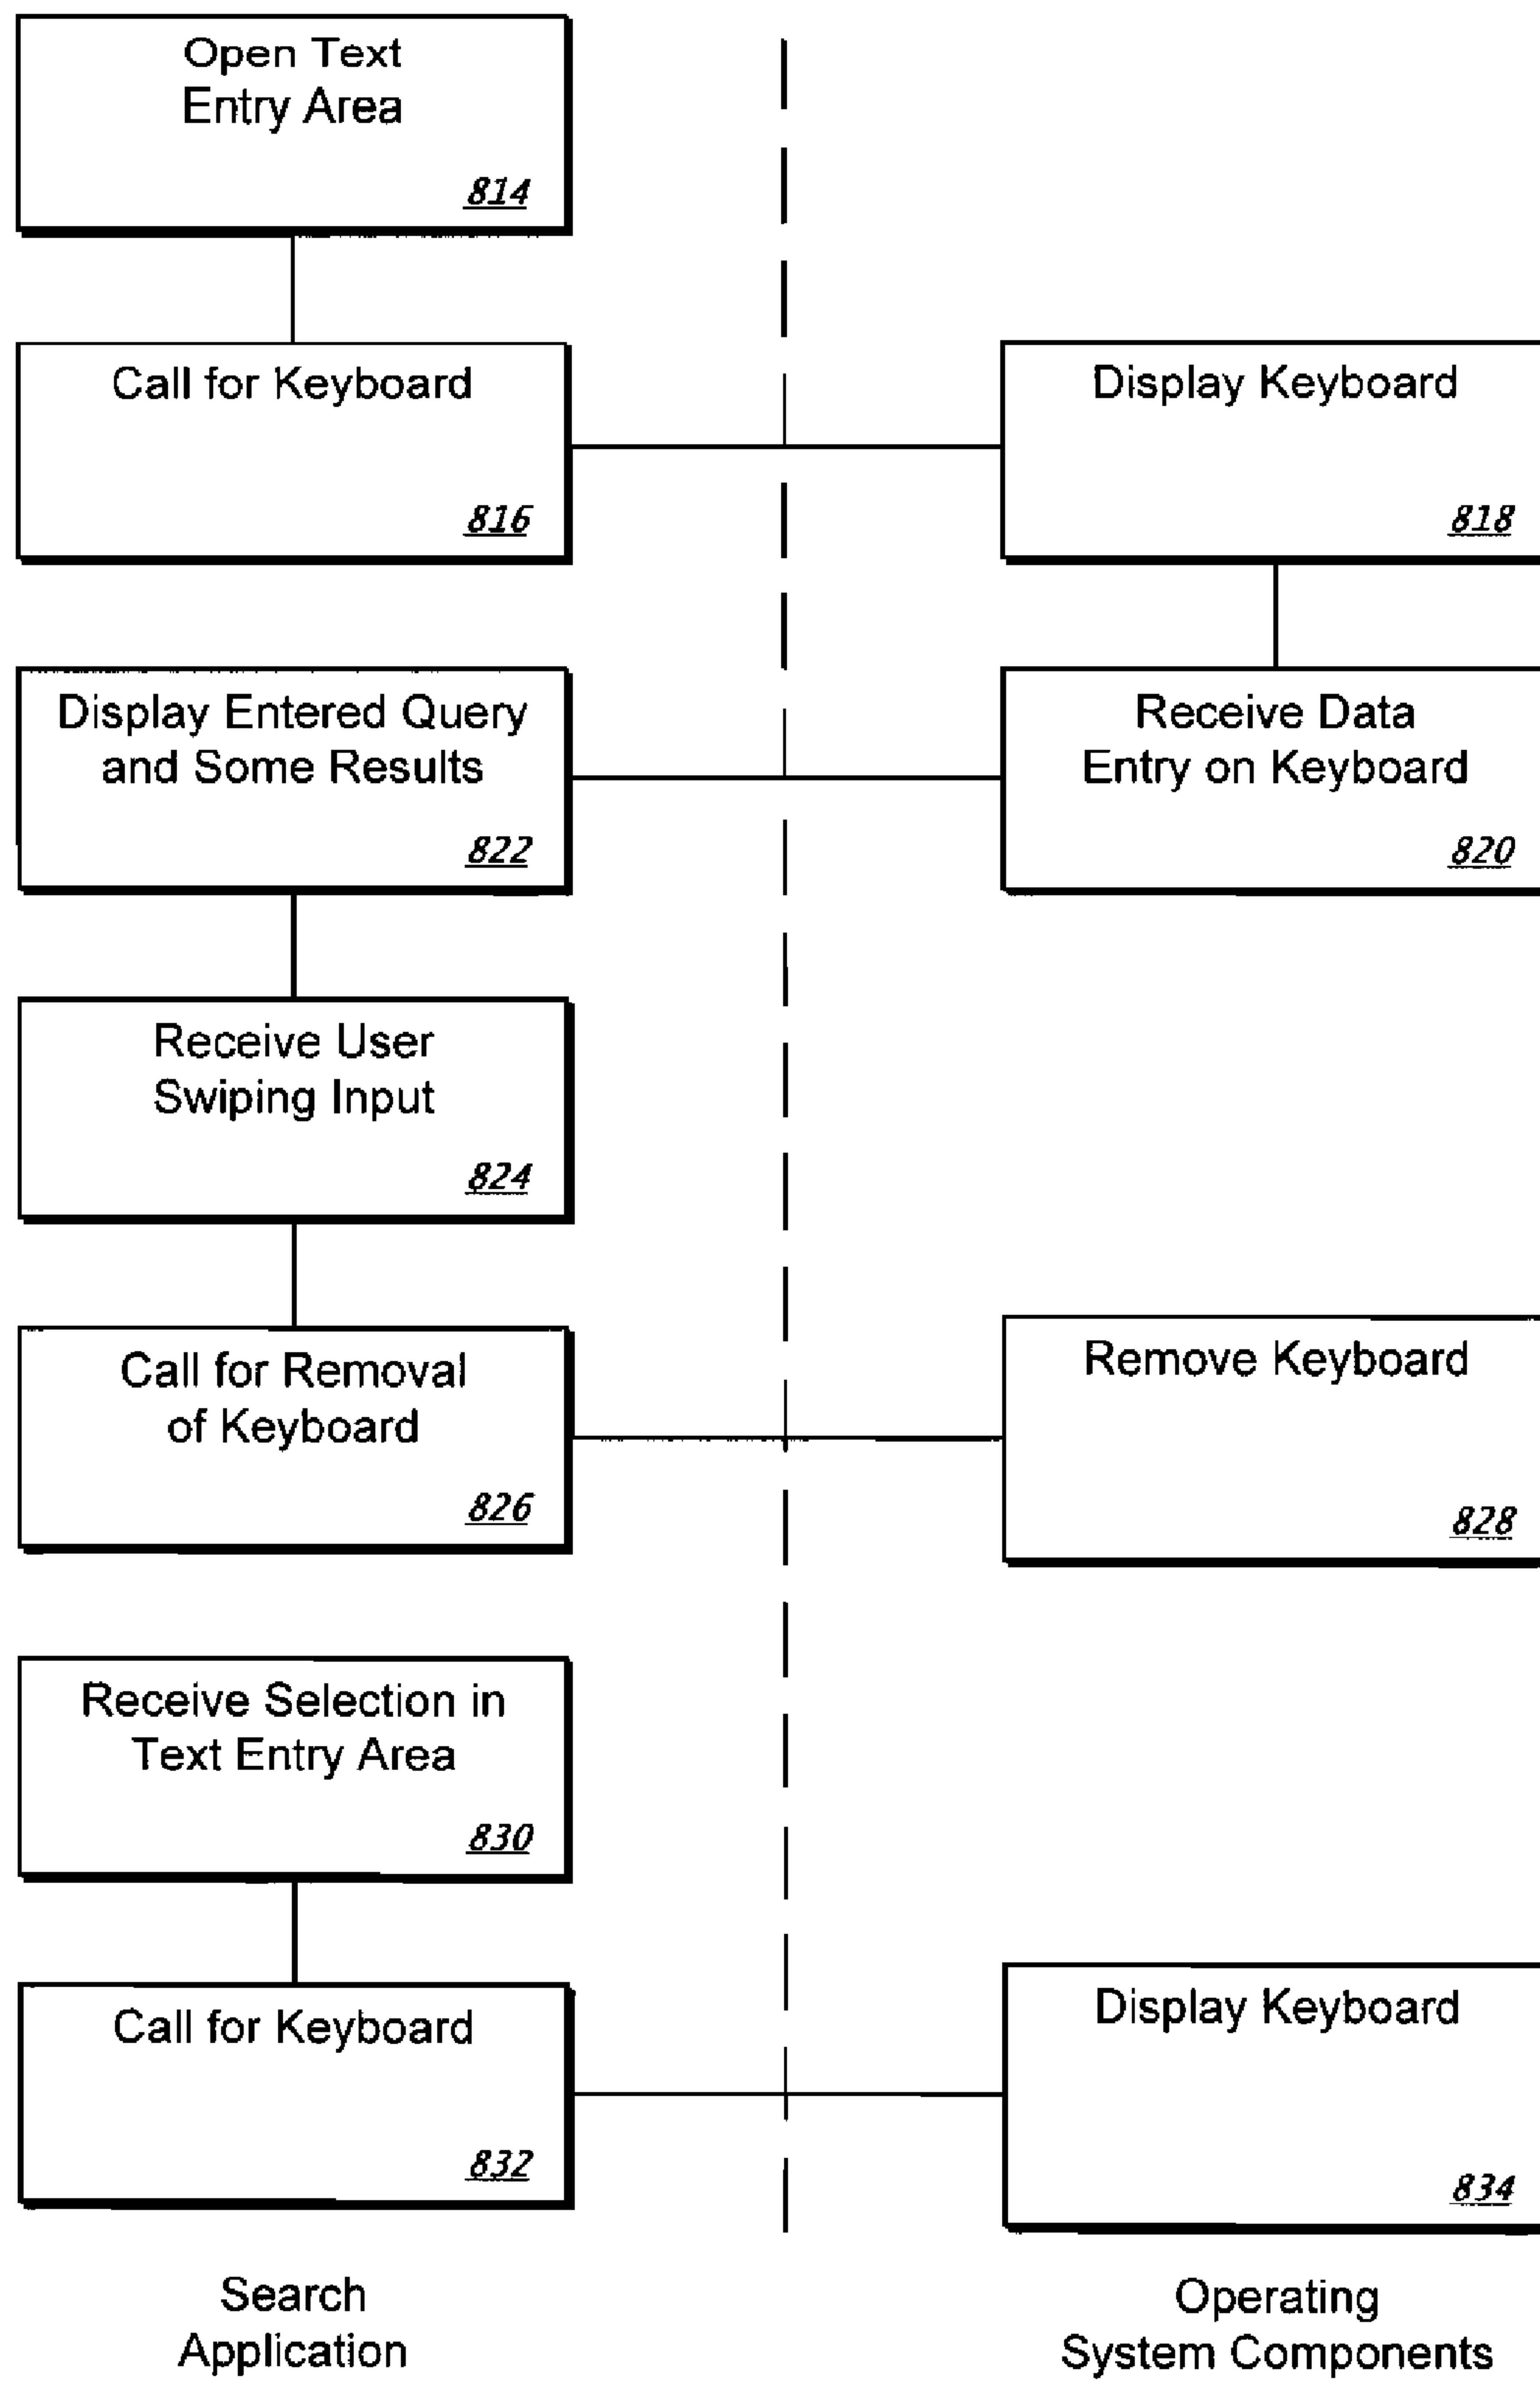 Open Text
Entry Area
814
Call for Keyboard
816
Display Keyboard
818
Display Entered Query
and Some Results
822
Receive Data
Entry on Keyboard
820
Receive User
Swiping Input
824
Call for Removal
of Keyboard
826
Remove Keyboard
828
Receive Selection in
Text Entry Area
830
Call for Keyboard
832
Display Keyboard
834
Search
Application
Operating
System Components